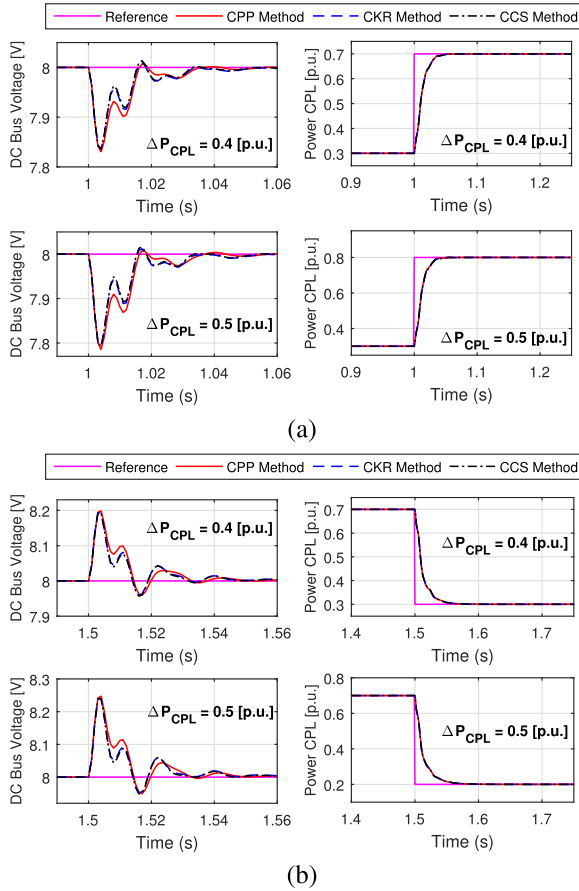 Reference CPP Method CKR Method CCS Method
DC Bus Voltage [V]
8
7.9
7.8
ΔP_CPL = 0.4 [p.u.]
1 1.02 1.04 1.06
Time (s)
Power CPL [p.u.]
0.7
0.5
0.3
ΔP_CPL = 0.4 [p.u.]
0.9 1 1.1 1.2
Time (s)
DC Bus Voltage [V]
8
7.9
7.8
ΔP_CPL = 0.5 [p.u.]
1 1.02 1.04 1.06
Time (s)
Power CPL [p.u.]
0.8
0.6
0.4
ΔP_CPL = 0.5 [p.u.]
0.9 1 1.1 1.2
Time (s)
(a)
Reference CPP Method CKR Method CCS Method
DC Bus Voltage [V]
8.2
8.1
8
7.9
ΔP_CPL = 0.4 [p.u.]
1.5 1.52 1.54 1.56
Time (s)
Power CPL [p.u.]
0.7
0.5
0.3
ΔP_CPL = 0.4 [p.u.]
1.4 1.5 1.6 1.7
Time (s)
DC Bus Voltage [V]
8.3
8.2
8.1
8
ΔP_CPL = 0.5 [p.u.]
1.5 1.52 1.54 1.56
Time (s)
Power CPL [p.u.]
0.8
0.6
0.4
0.2
ΔP_CPL = 0.5 [p.u.]
1.4 1.5 1.6 1.7
Time (s)
(b)